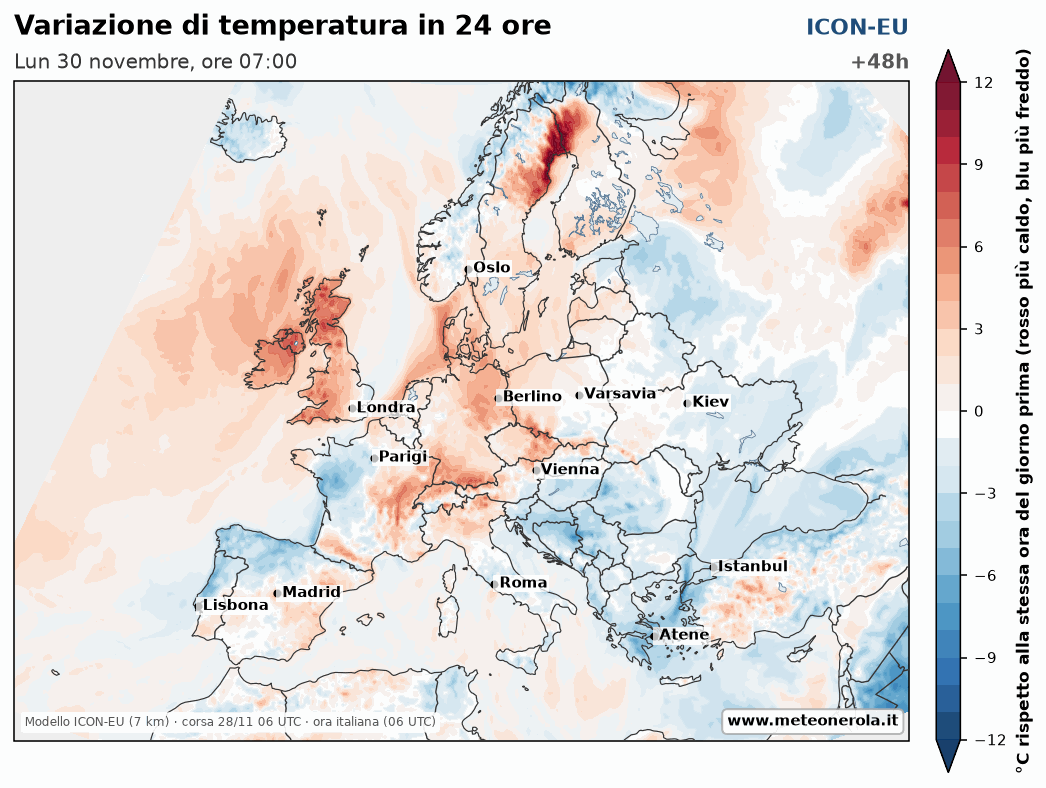 Variazione di temperatura in 24 ore
ICON-EU
Lun 30 novembre, ore 07:00
+48h
12
9
6
3
0
−3
−6
−9
−12
°C rispetto alla stessa ora del giorno prima (rosso più caldo, blu più freddo)
Oslo
Berlino
Varsavia
Kiev
Londra
Parigi
Vienna
Istanbul
Roma
Madrid
Lisbona
Atene
Modello ICON-EU (7 km) · corsa 28/11 06 UTC · ora italiana (06 UTC)
www.meteonerola.it